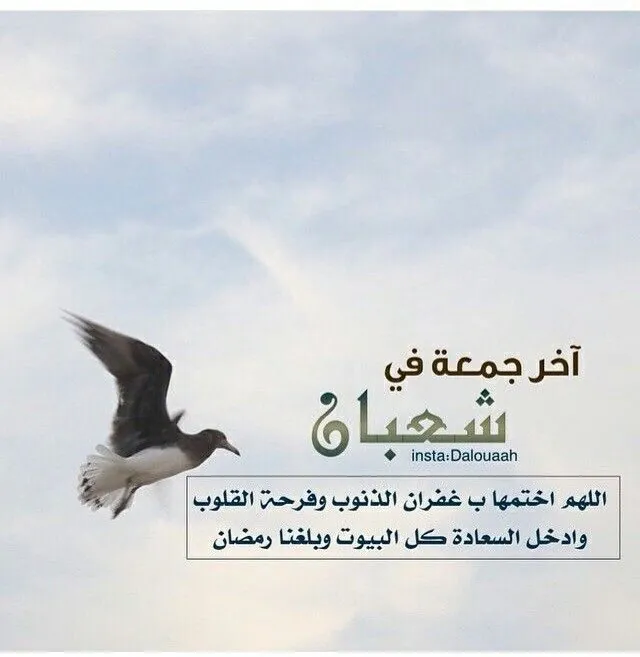 آخر جمعة في
شعبان
insta:Dalouaah
اللهم اختمها ب غفران الذنوب وفرحة القلوب
وادخل السعادة كل البيوت وبلغنا رمضان